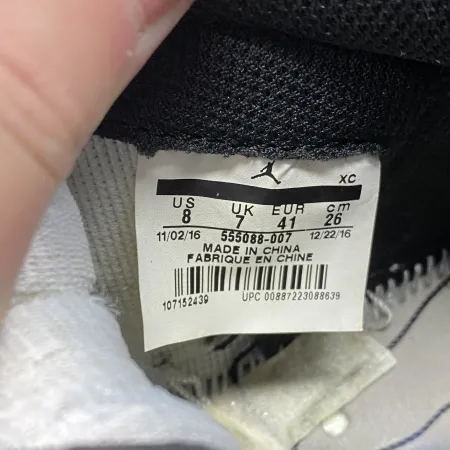 XC
US UK EUR cm
8 7 41 26
11/02/16 555088-007 12/22/16
MADE IN CHINA
FABRIQUE EN CHINE
107152439 UPC 00887223088639